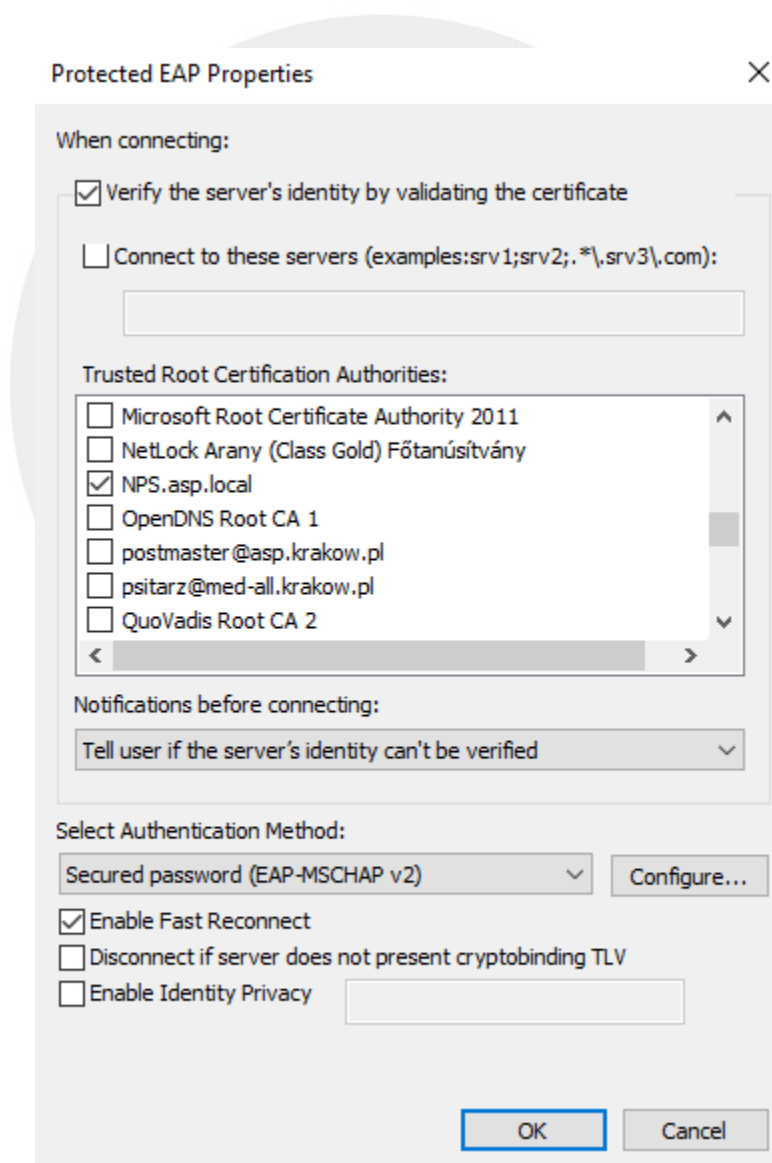 Protected EAP Properties
When connecting:
Verify the server's identity by validating the certificate
Connect to these servers (examples:srv1;srv2;.*\.srv3\.com):
Trusted Root Certification Authorities:
Microsoft Root Certificate Authority 2011
NetLock Arany (Class Gold) Főtanúsítvány
NPS.asp.local
OpenDNS Root CA 1
postmaster@asp.krakow.pl
psitarz@med-all.krakow.pl
QuoVadis Root CA 2
Notifications before connecting:
Tell user if the server’s identity can't be verified
Select Authentication Method:
Secured password (EAP-MSCHAP v2)
Configure...
Enable Fast Reconnect
Disconnect if server does not present cryptobinding TLV
Enable Identity Privacy
OK Cancel